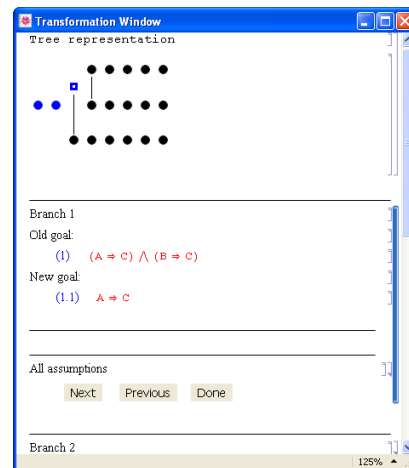 Transformation Window
Tree representation
Branch 1
Old goal:
(1) (A ⇒ C) ⋀ (B ⇒ C)
New goal:
(1.1) A ⇒ C
All assumptions
Next Previous Done
Branch 2
125%